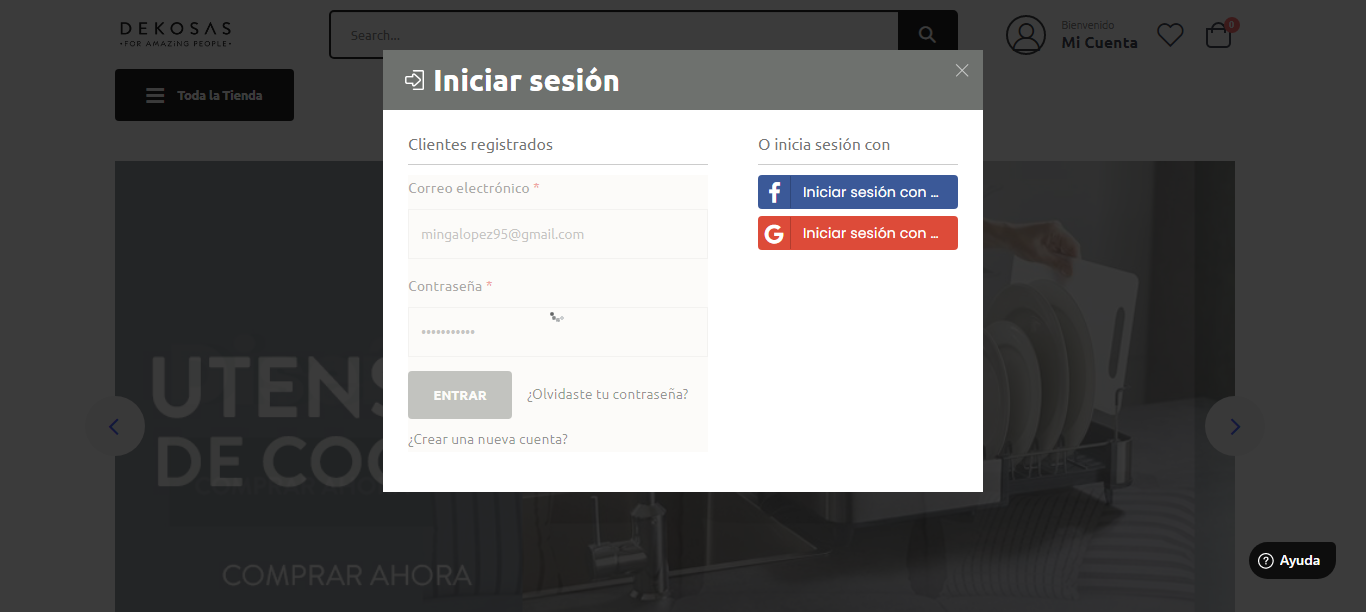 DEKOSAS
•FOR AMAZING PEOPLE•
Search...
Bienvenido
Mi Cuenta
0
Toda la Tienda
Iniciar sesión
Clientes registrados
O inicia sesión con
Correo electrónico *
mingalopez95@gmail.com
Iniciar sesión con ...
Iniciar sesión con ...
Contraseña *
•••••••••••
ENTRAR
¿Olvidaste tu contraseña?
¿Crear una nueva cuenta?
UTENS
DE COC
COMPRAR AHORA
Ayuda